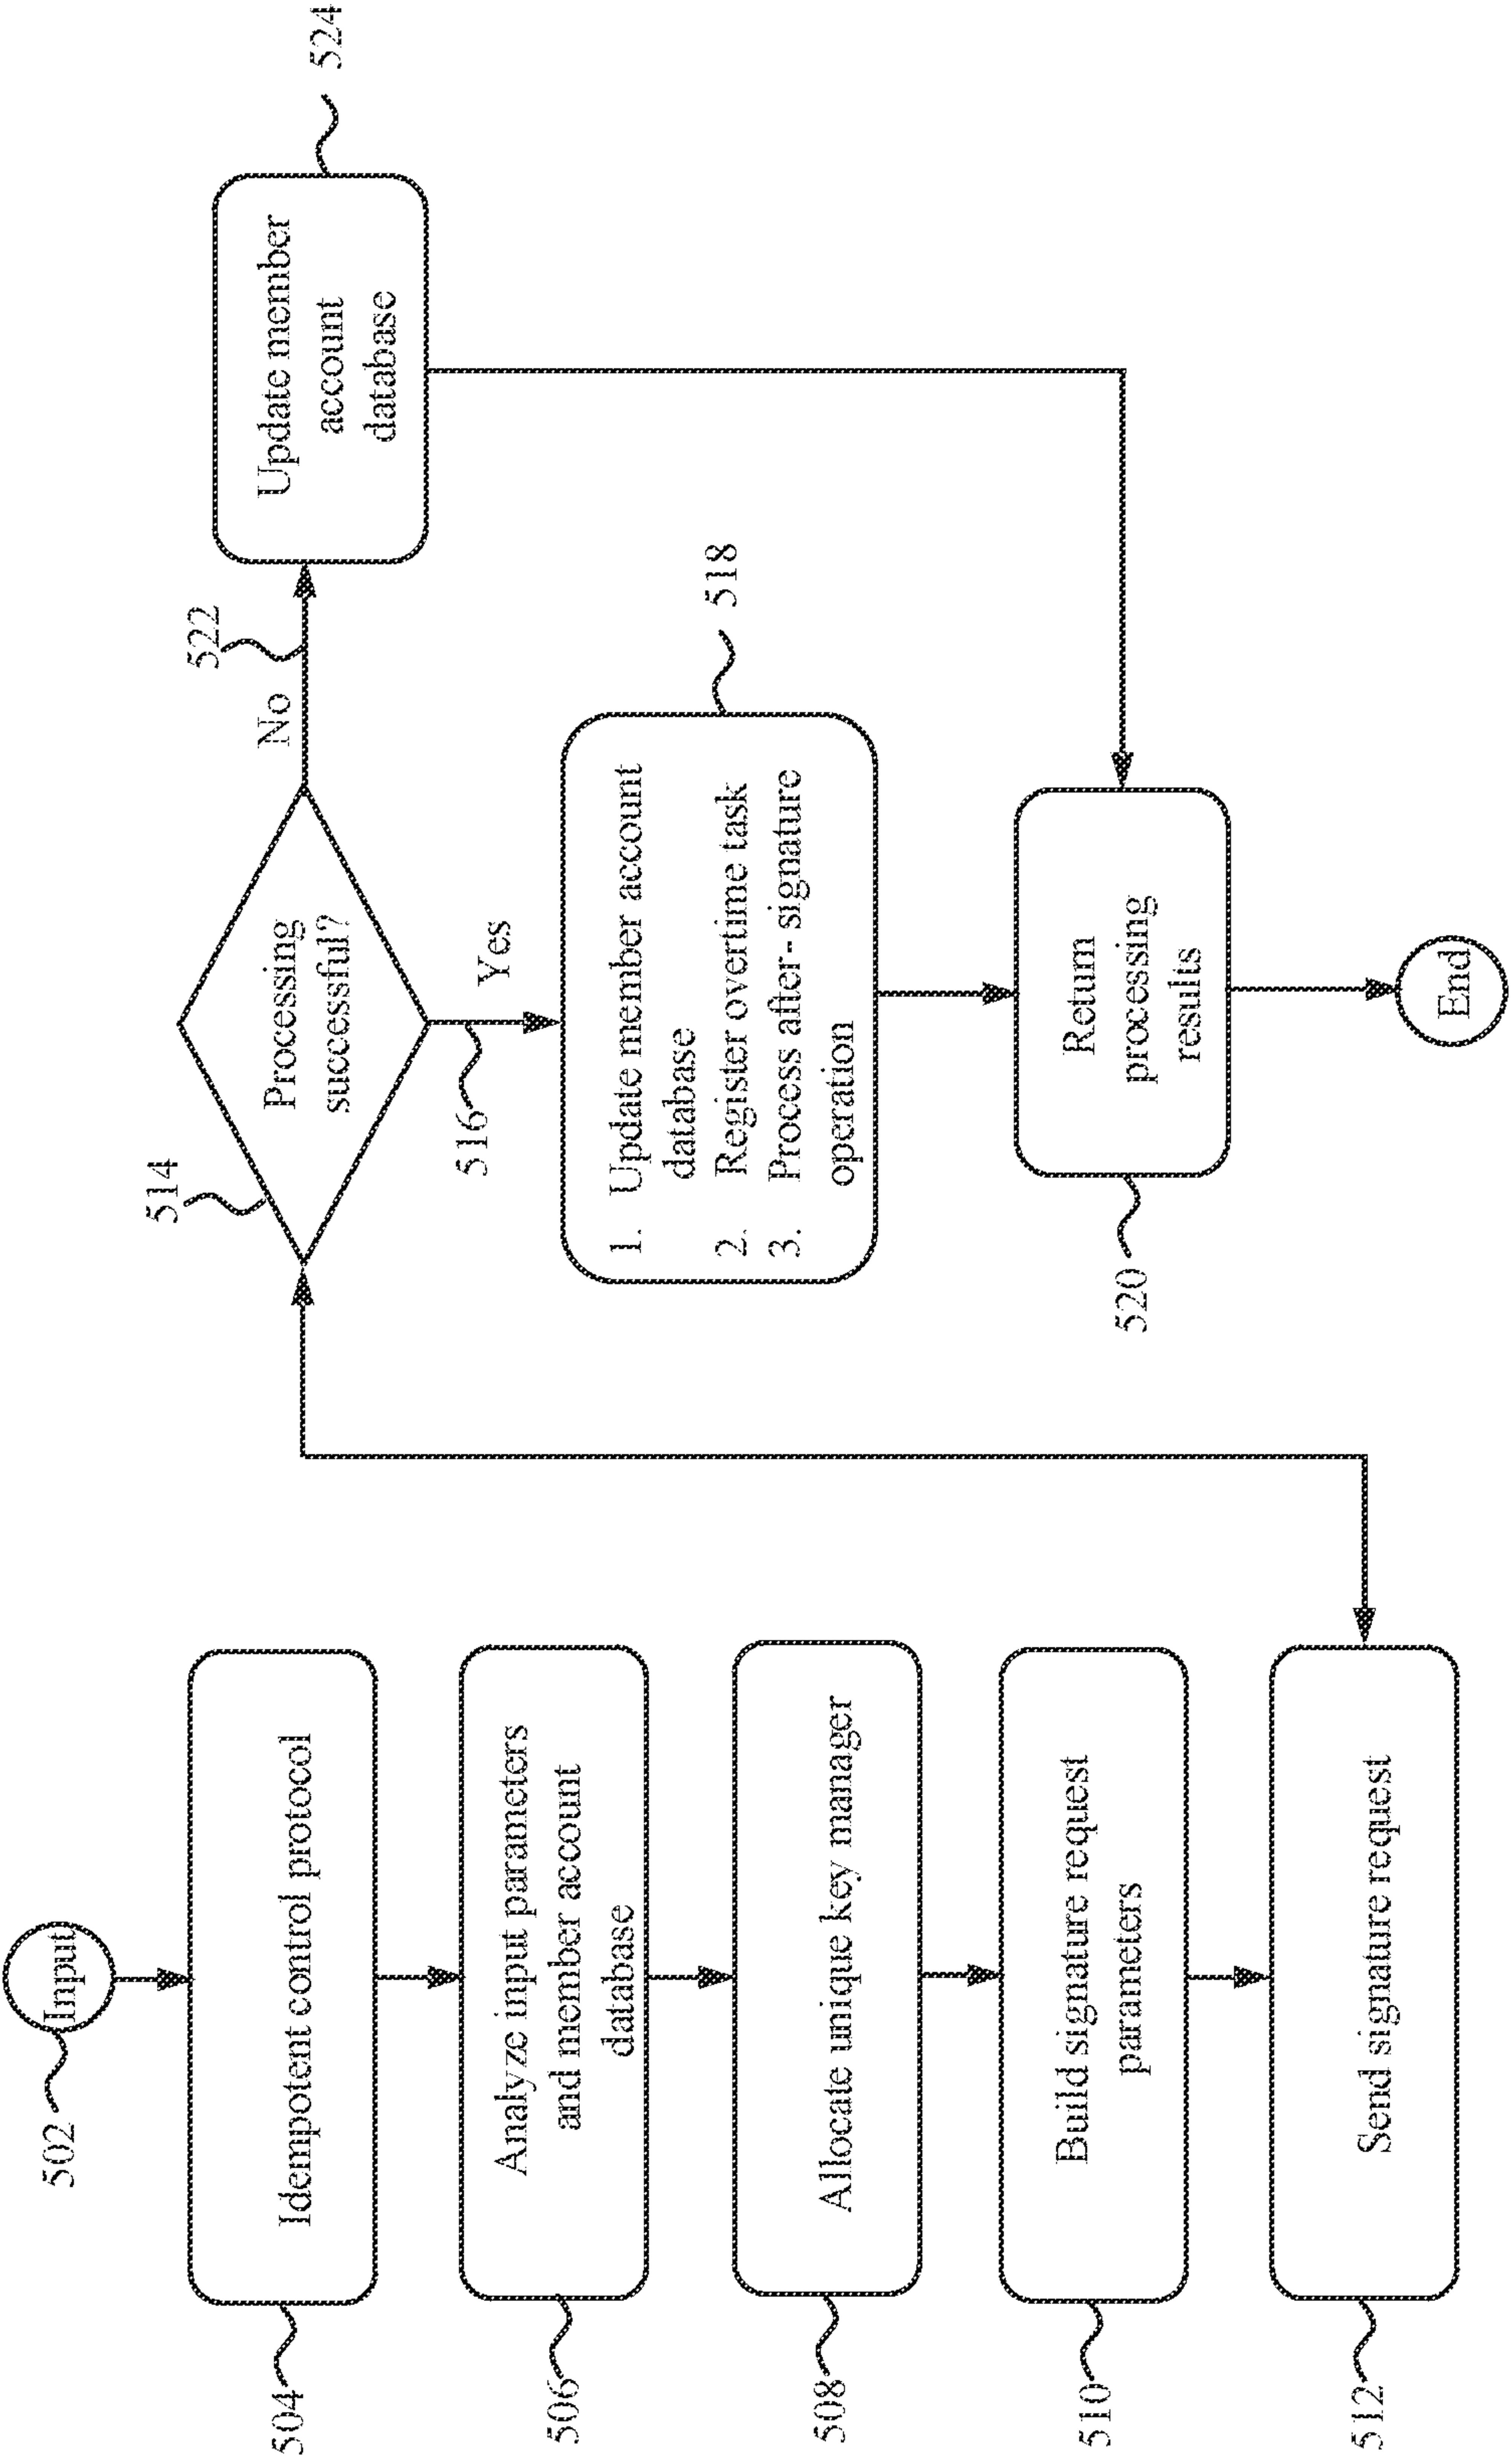 502
Input
504
Idempotent control protocol
506
Analyze input parameters
and member account
database
508
Allocate unique key manager
510
Build signature request
parameters
512
Send signature request
514
Processing
successful?
516
Yes
518
1. Update member account
database
2. Register overtime task
3. Process after- signature
operation
520
Return
processing
results
End
No
522
524
Update member
account
database